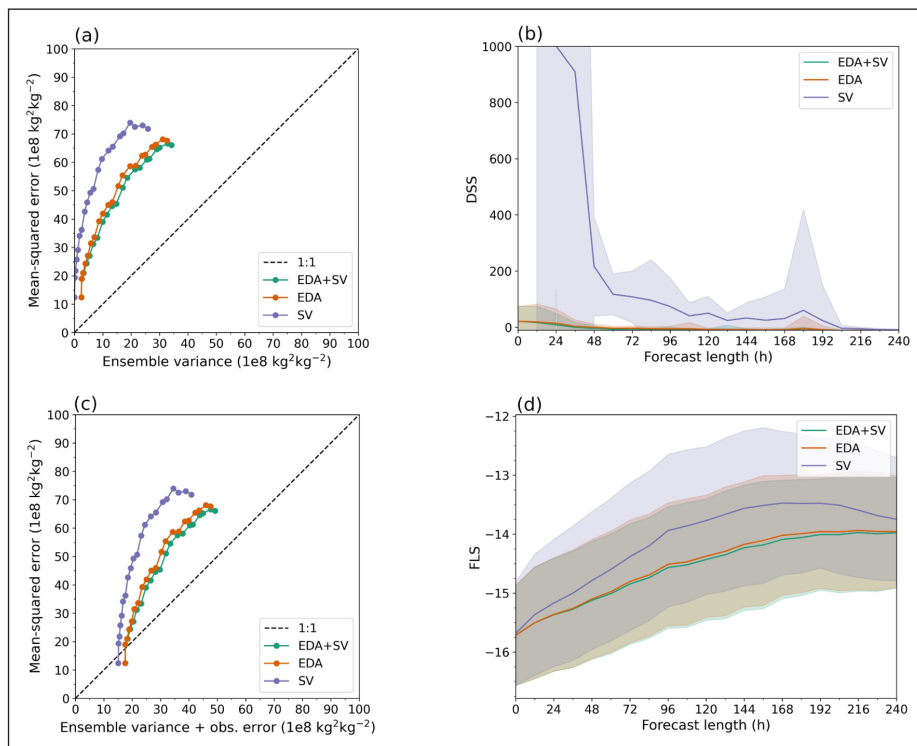 (a)
Mean-squared error (1e8 kg²kg⁻²)
100
90
80
70
60
50
40
30
20
10
0
0 10 20 30 40 50 60 70 80 90 100
Ensemble variance (1e8 kg²kg⁻²)
1:1
EDA+SV
EDA
SV
(b)
DSS
1000
800
600
400
200
0
0 24 48 72 96 120 144 168 192 216 240
Forecast length (h)
EDA+SV
EDA
SV
(c)
Mean-squared error (1e8 kg²kg⁻²)
100
90
80
70
60
50
40
30
20
10
0
0 10 20 30 40 50 60 70 80 90 100
Ensemble variance + obs. error (1e8 kg²kg⁻²)
1:1
EDA+SV
EDA
SV
(d)
FLS
−12
−13
−14
−15
−16
0 24 48 72 96 120 144 168 192 216 240
Forecast length (h)
EDA+SV
EDA
SV